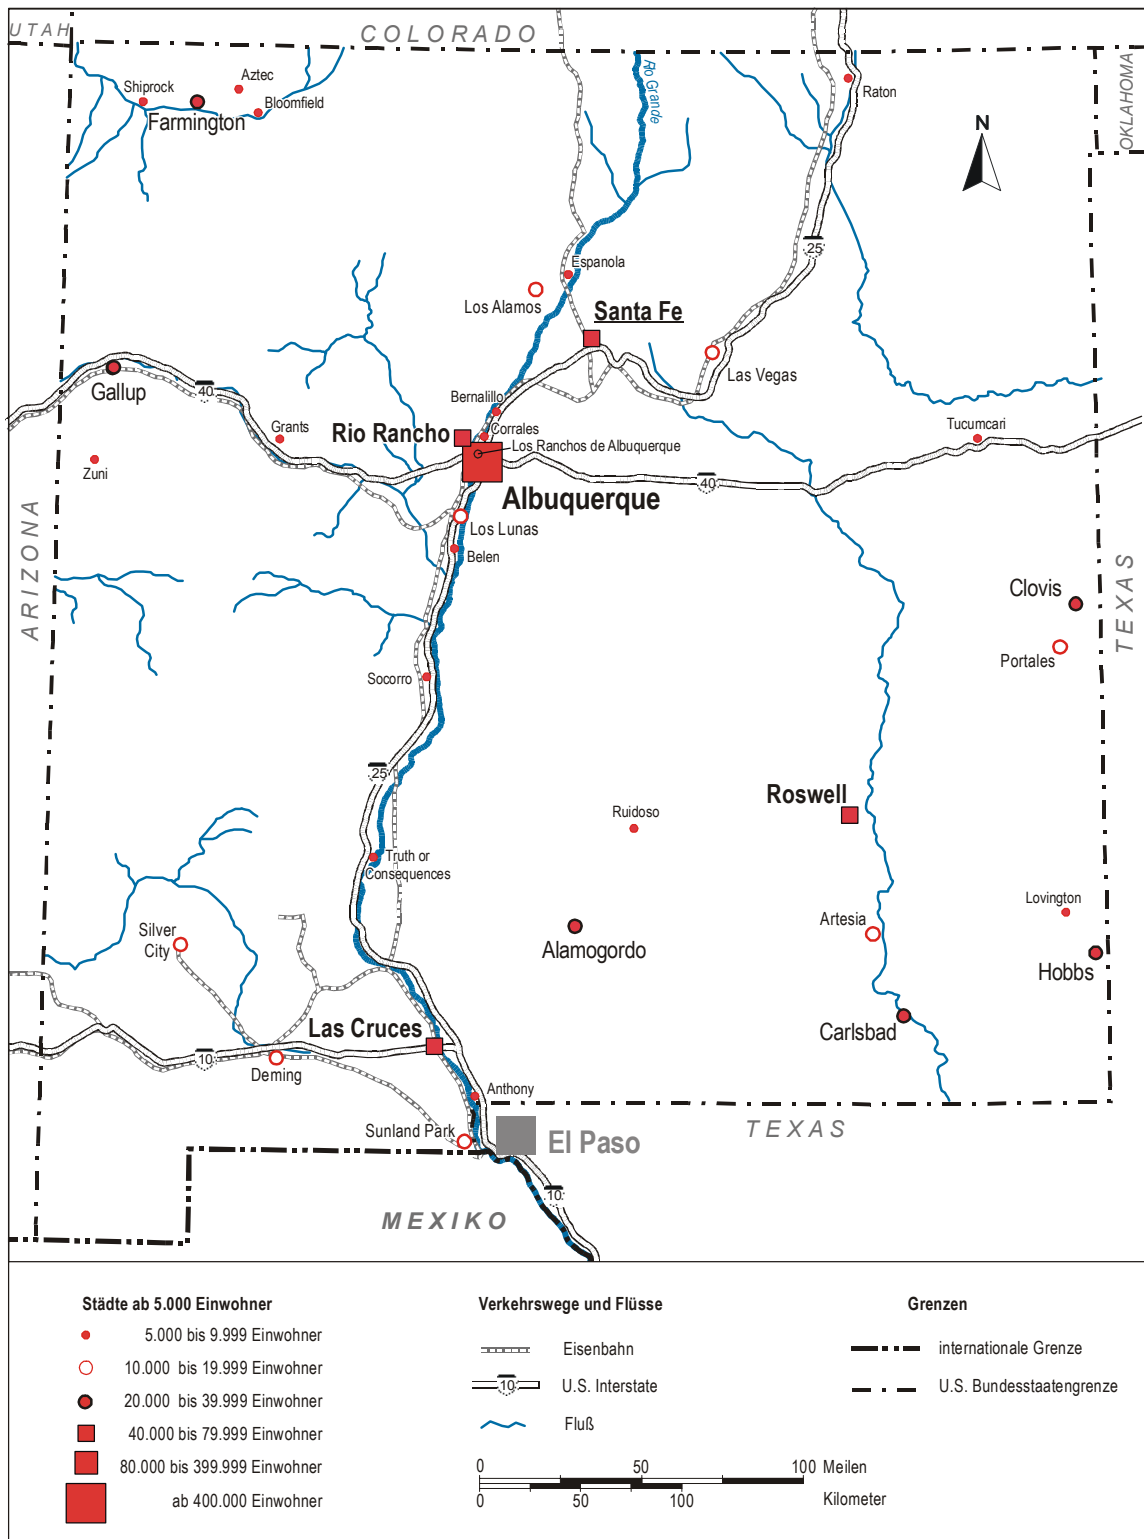 UTAH
COLORADO
OKLAHOMA
Rio Grande
Shiprock
Aztec
Bloomfield
Farmington
Raton
N
25
Espanola
Los Alamos
Santa Fe
Las Vegas
Gallup
40
Bernalillo
Grants
Rio Rancho
Corrales
Los Ranchos de Albuquerque
Tucumcari
Zuni
40
Albuquerque
Los Lunas
Belen
ARIZONA
TEXAS
Clovis
Portales
Socorro
25
Roswell
Ruidoso
Truth or
Consequences
Lovington
Artesia
Silver
City
Alamogordo
Hobbs
Carlsbad
Las Cruces
10
Deming
Anthony
Sunland Park
El Paso
TEXAS
10
MEXIKO
Städte ab 5.000 Einwohner
5.000 bis 9.999 Einwohner
10.000 bis 19.999 Einwohner
20.000 bis 39.999 Einwohner
40.000 bis 79.999 Einwohner
80.000 bis 399.999 Einwohner
ab 400.000 Einwohner
Verkehrswege und Flüsse
Eisenbahn
10 U.S. Interstate
Fluß
0 50 100 Meilen
0 50 100 Kilometer
Grenzen
internationale Grenze
U.S. Bundesstaatengrenze